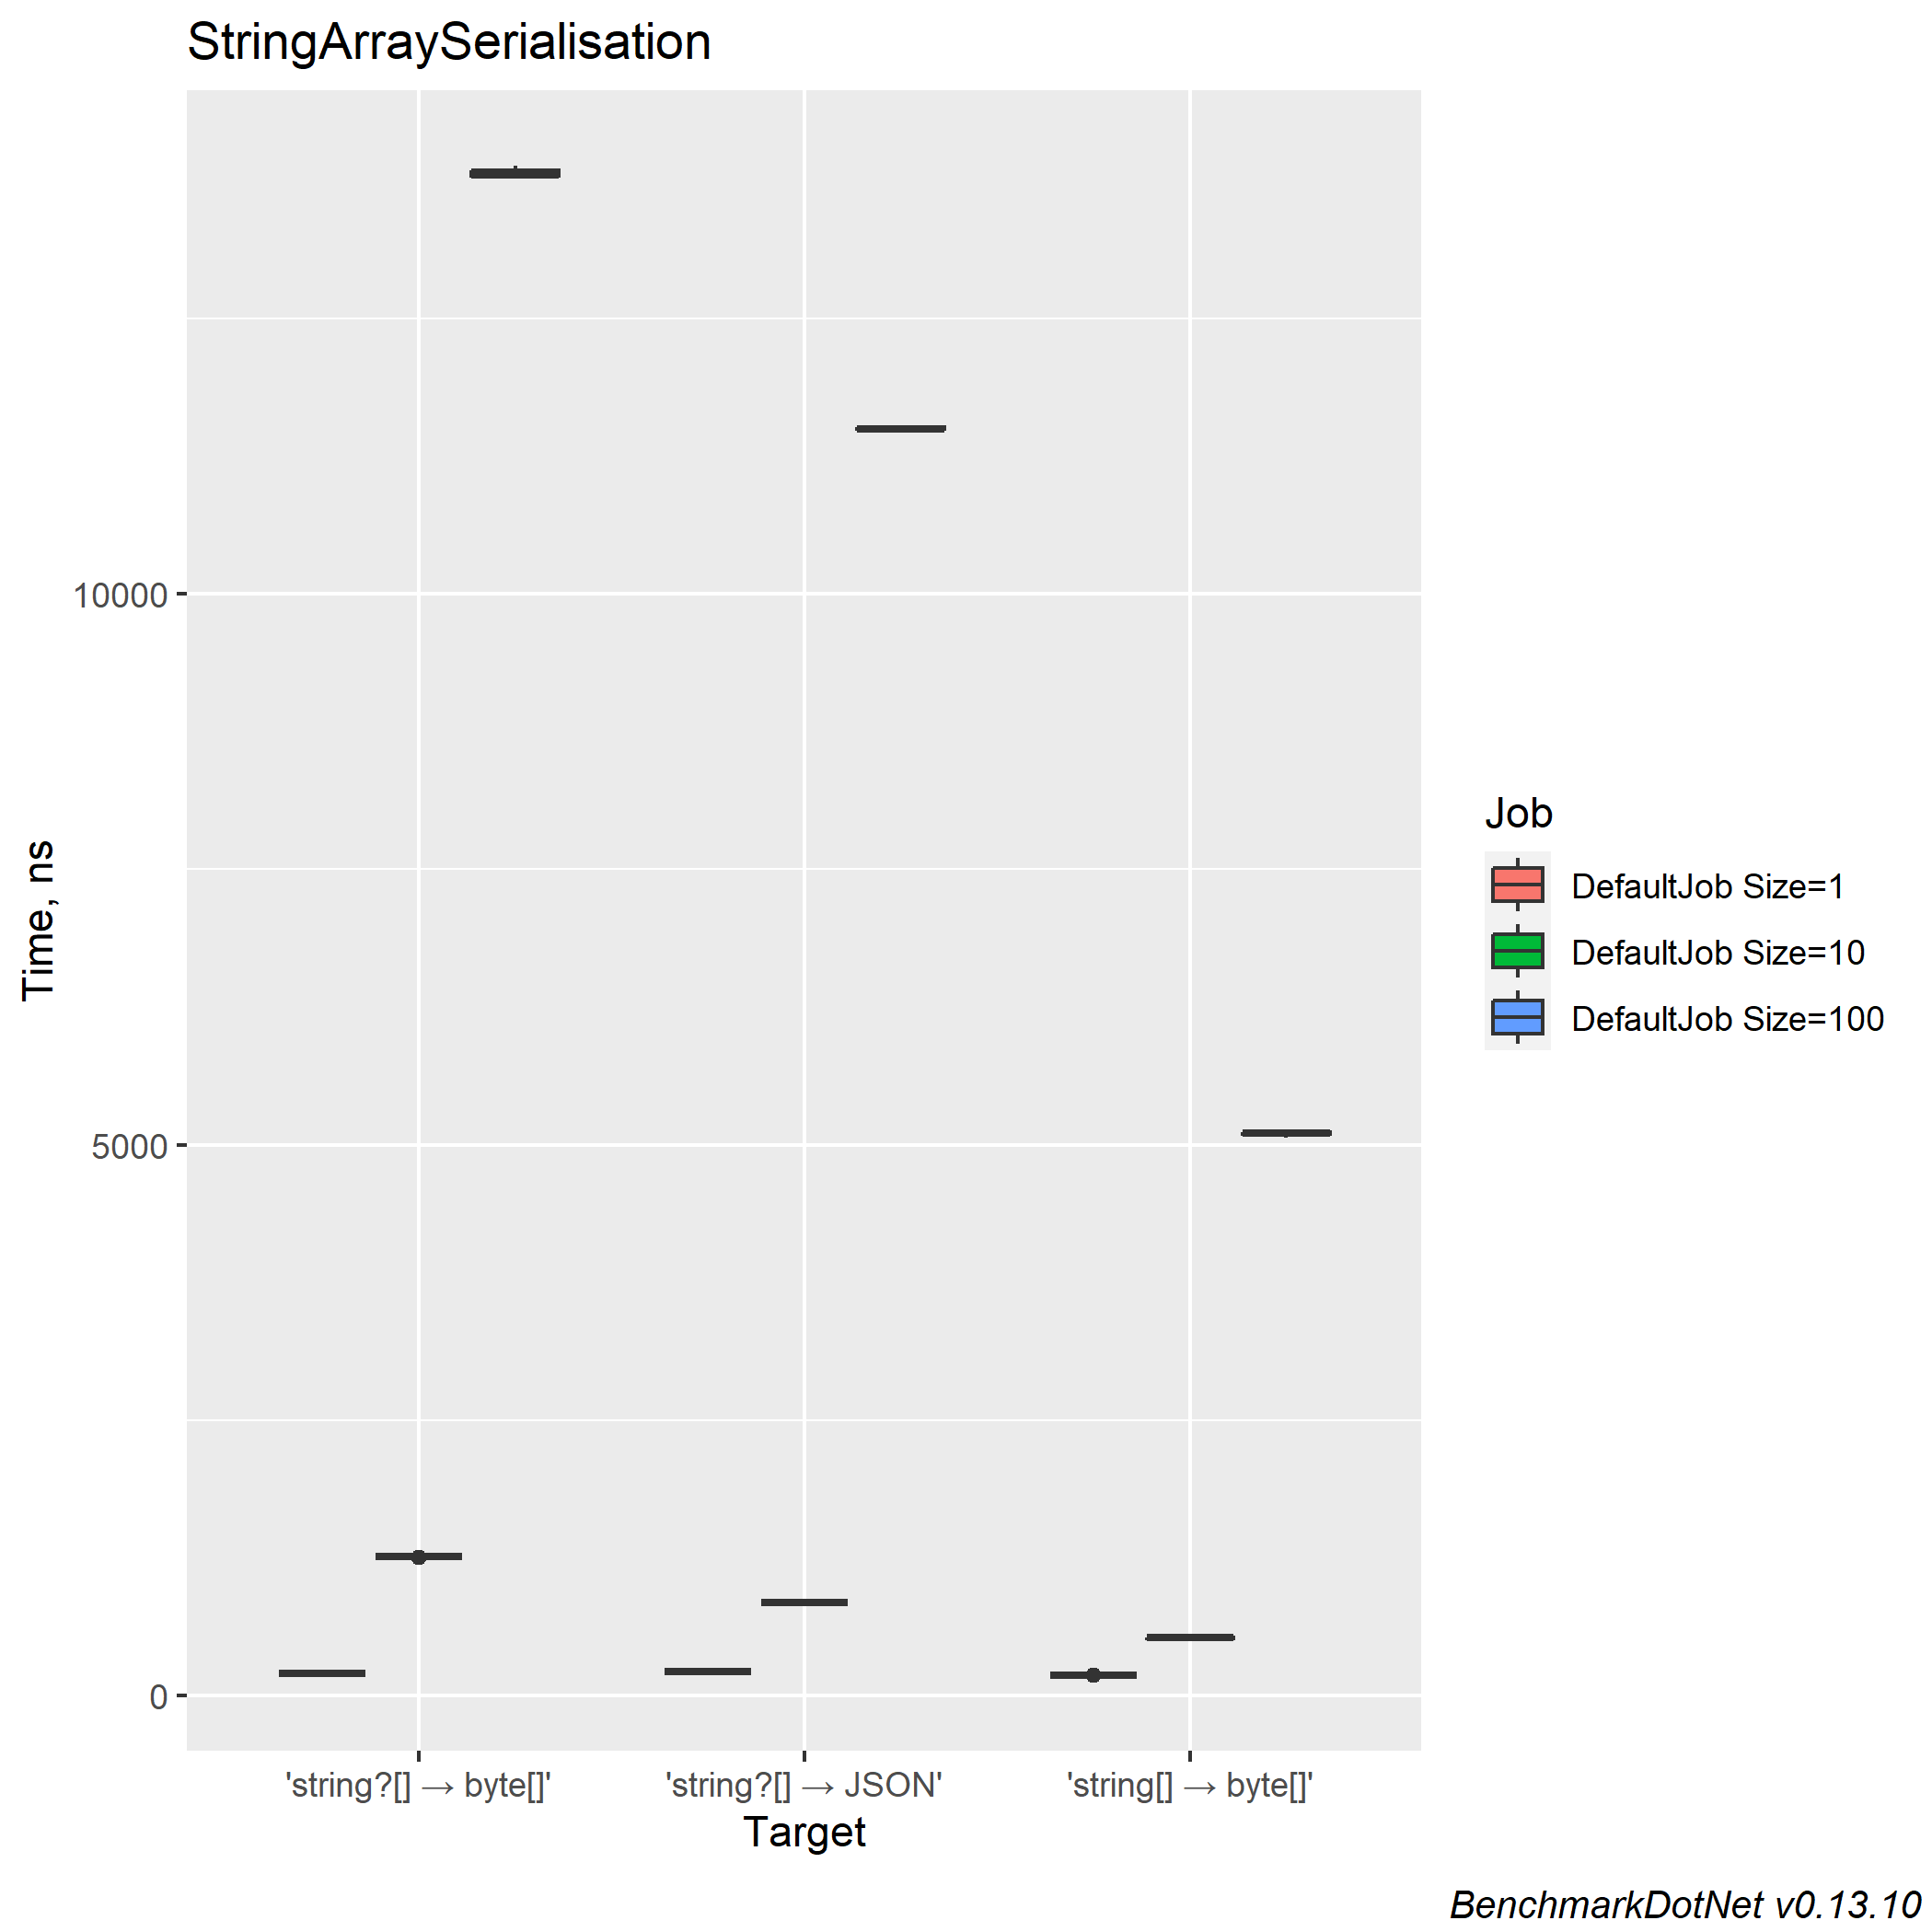 StringArraySerialisation
10000
5000
0
Time, ns
'string?[] → byte[]'
'string?[] → JSON'
'string[] → byte[]'
Target
Job
DefaultJob Size=1
DefaultJob Size=10
DefaultJob Size=100
BenchmarkDotNet v0.13.10